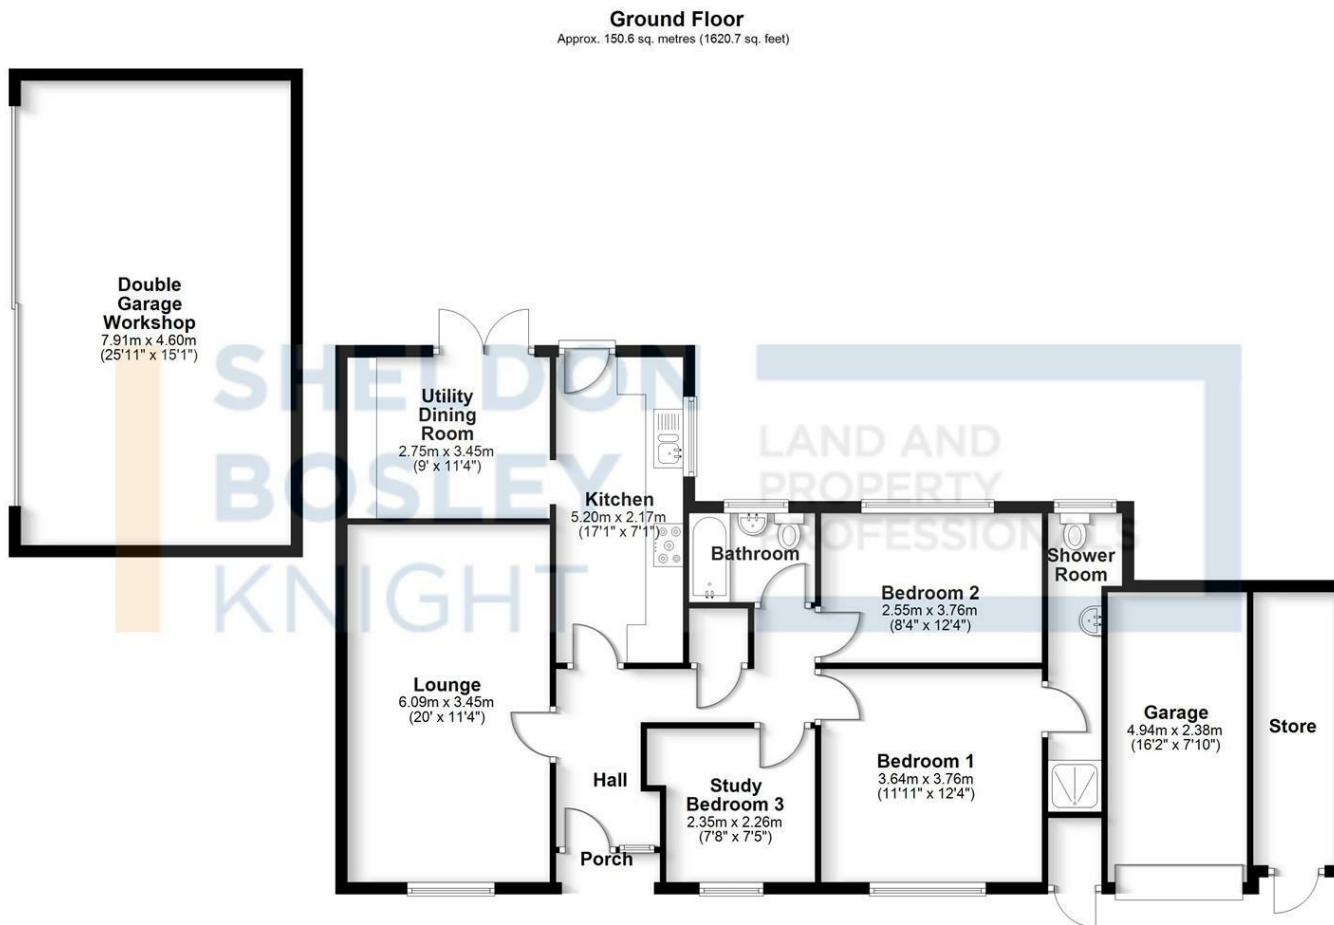 Ground Floor
Approx. 150.6 sq. metres (1620.7 sq. feet)
Double
Garage
Workshop
7.91m x 4.60m
(25'11" x 15'1")
Utility
Dining
Room
2.75m x 3.45m
(9' x 11'4")
Kitchen
5.20m x 2.17m
(17'1" x 7'1")
Bathroom
Bedroom 2
2.55m x 3.76m
(8'4" x 12'4")
Shower
Room
Lounge
6.09m x 3.45m
(20' x 11'4")
Hall
Porch
Study
Bedroom 3
2.35m x 2.26m
(7'8" x 7'5")
Bedroom 1
3.64m x 3.76m
(11'11" x 12'4")
Garage
4.94m x 2.38m
(16'2" x 7'10")
Store
SHELDON
BOSLEY
KNIGHT
LAND AND
PROPERTY
PROFESSIONALS